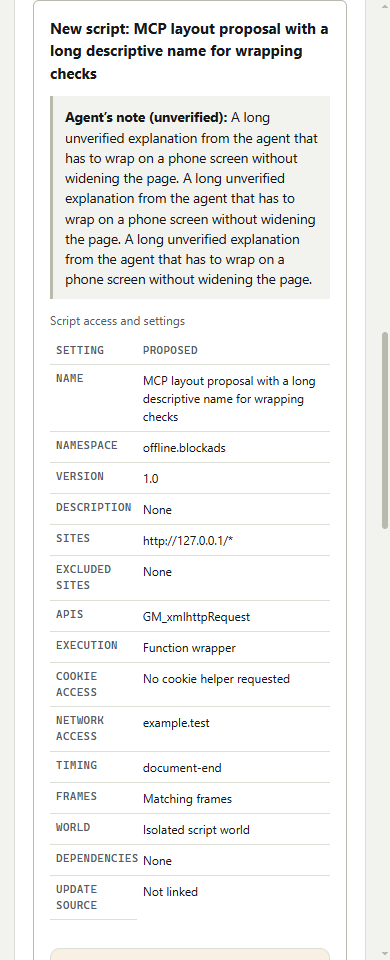 New script: MCP layout proposal with a
long descriptive name for wrapping
checks
Agent's note (unverified): A long
unverified explanation from the agent that
has to wrap on a phone screen without
widening the page. A long unverified
explanation from the agent that has to
wrap on a phone screen without widening
the page. A long unverified explanation
from the agent that has to wrap on a
phone screen without widening the page.
Script access and settings
SETTING PROPOSED
NAME MCP layout proposal with a long
descriptive name for wrapping
checks
NAMESPACE offline.blockads
VERSION 1.0
DESCRIPTION None
SITES http://127.0.0.1/*
EXCLUDED None
SITES
APIS GM_xmlhttpRequest
EXECUTION Function wrapper
COOKIE No cookie helper requested
ACCESS
NETWORK example.test
ACCESS
TIMING document-end
FRAMES Matching frames
WORLD Isolated script world
DEPENDENCIES None
UPDATE Not linked
SOURCE